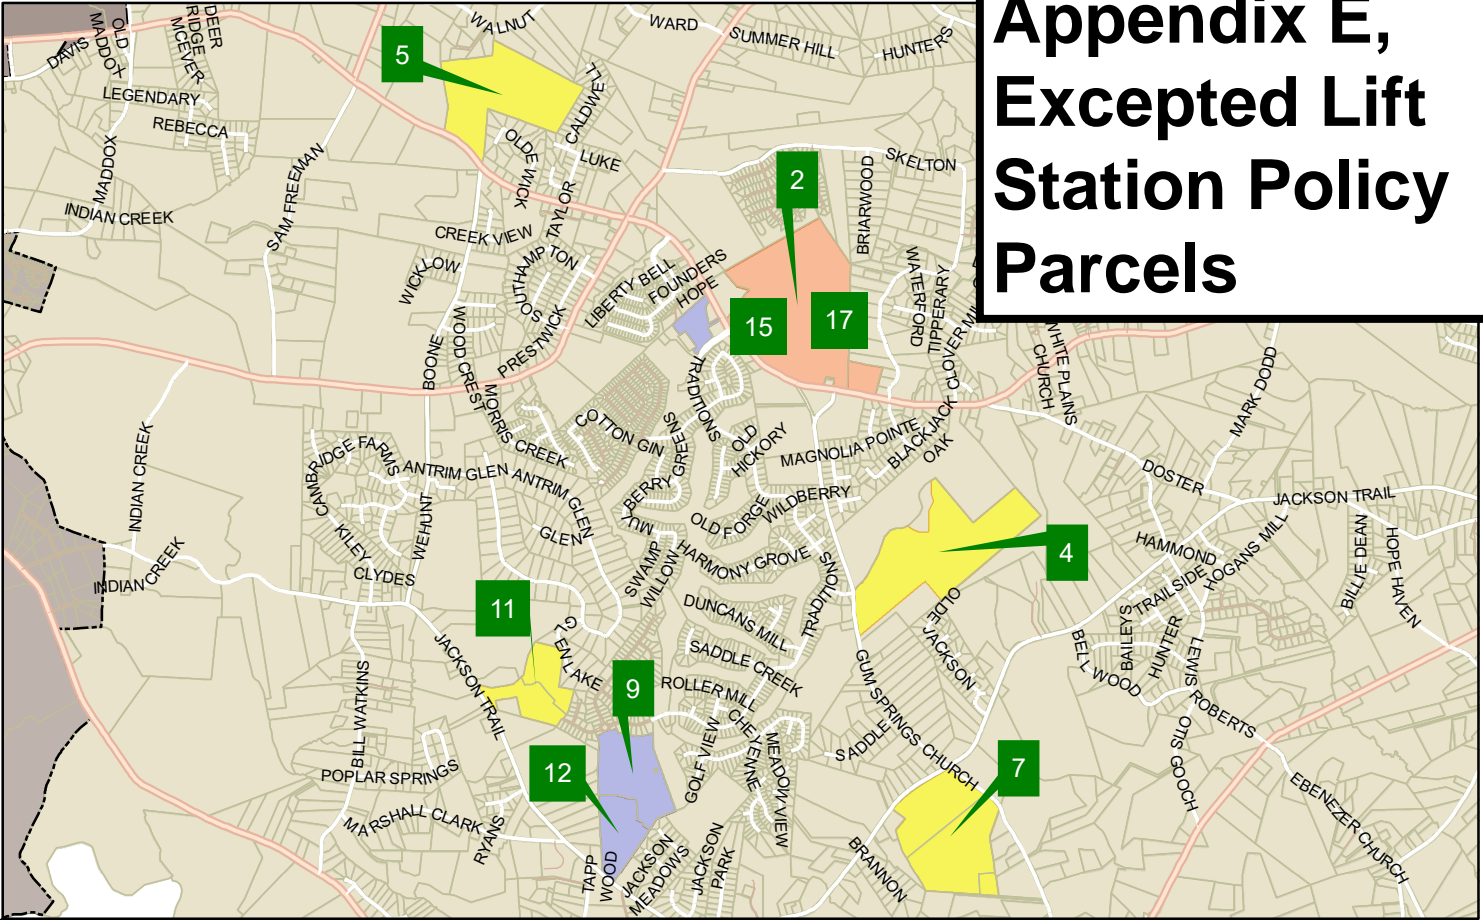 Appendix E,
Excepted Lift
Station Policy
Parcels
DAVIS
OLD
MADDOX
MCEVER
RIDGE
DEER
WALNUT
WARD
SUMMER HILL
HUNTERS
5
LEGENDARY
REBECCA
CALDWELL
OLDE
WICK
LUKE
MADDOX
SAM FREEMAN
TAYLOR
2
BRIARWOOD
SKELTON
INDIAN CREEK
CREEK VIEW
WICKLOW
SOUTHAMPTON
LIBERTY BELL
FOUNDERS
HOPE
WATERFORD
TIPPERARY
15
17
BOONE
WOOD CREST
PRESTWICK
TRADITIONS
WHITE PLAINS
CHURCH
MARK DODD
MORRIS CREEK
COTTON GIN
BERRY GREENS
OLD
HICKORY
MAGNOLIA POINTE
BLACKJACK
OAK
INDIAN CREEK
CAMBRIDGE FARMS
ANTRIM GLEN
ANTRIM GLEN
WEHUNT
GLEN
OLD FORGE
WILDBERRY
DOSTER
JACKSON TRAIL
KILEY
CLYDES
SWAMP
WILLOW
HARMONY GROVE
4
HAMMOND
HOGANS MILL
BILLIE DEAN
HOPE HAVEN
INDIAN CREEK
11
DUNCANS MILL
TRADITIONS
OLDE
JACKSON
TRAILSIDE
BAILEYS
HUNTER
LEWIS
BELL WOOD
GLEN LAKE
SADDLE CREEK
9
ROLLER MILL
JACKSON TRAIL
BILL WATKINS
GUM SPRINGS CHURCH
SADDLE
CHEYENNE
GOLF VIEW
MEADOW VIEW
ROBERTS
OTIS GOOCH
12
7
POPLAR SPRINGS
MARSHALL CLARK
RYANS
TAPP
WOOD
JACKSON
MEADOWS
JACKSON
PARK
BRANNON
EBENEZER CHURCH